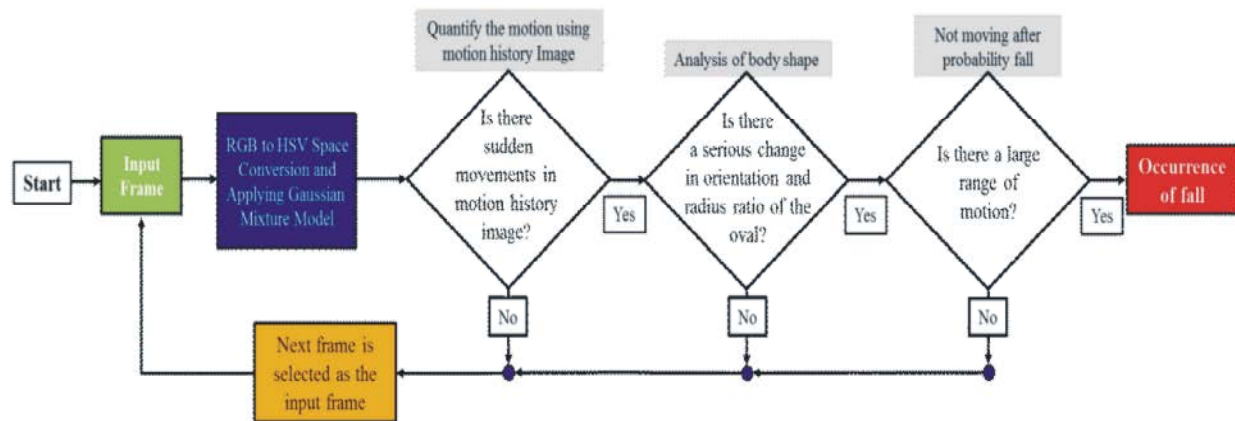 Start
Input
Frame
RGB to HSV Space
Conversion and
Applying Gaussian
Mixture Model
Quantify the motion using
motion history Image
Is there
sudden
movements in
motion history
image?
Yes
No
Analysis of body shape
Is there
a serious change
in orientation and
radius ratio of the
oval?
Yes
No
Not moving after
probability fall
Is there a large
range of
motion?
Yes
No
Occurrence
of fall
Next frame is
selected as the
input frame